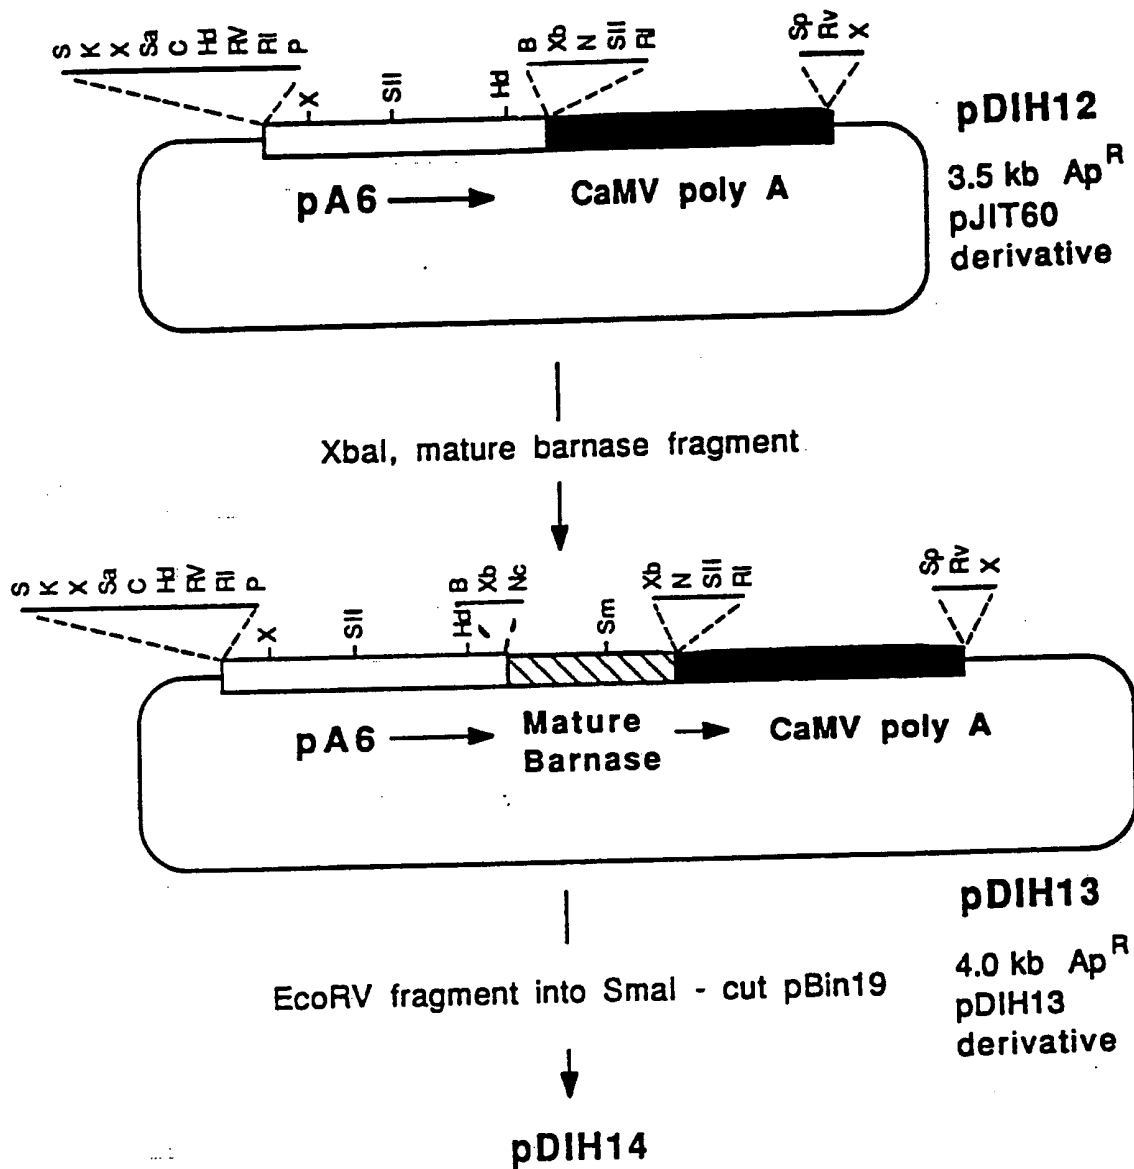 S K X Sa C Hd RV RI P
X
SII
Hd
B Xb N SII RI
Sp Rv X
pA6
CaMV poly A
pDIH12
3.5 kb Ap^R
pJIT60
derivative
XbaI, mature barnase fragment
S K X Sa C Hd RV RI P
X
SII
Hd
B Xb Nc
Sm
Xb N SII RI
Sp Rv X
pA6
Mature
Barnase
CaMV poly A
pDIH13
4.0 kb Ap^R
pDIH13
derivative
EcoRV fragment into SmaI - cut pBin19
pDIH14